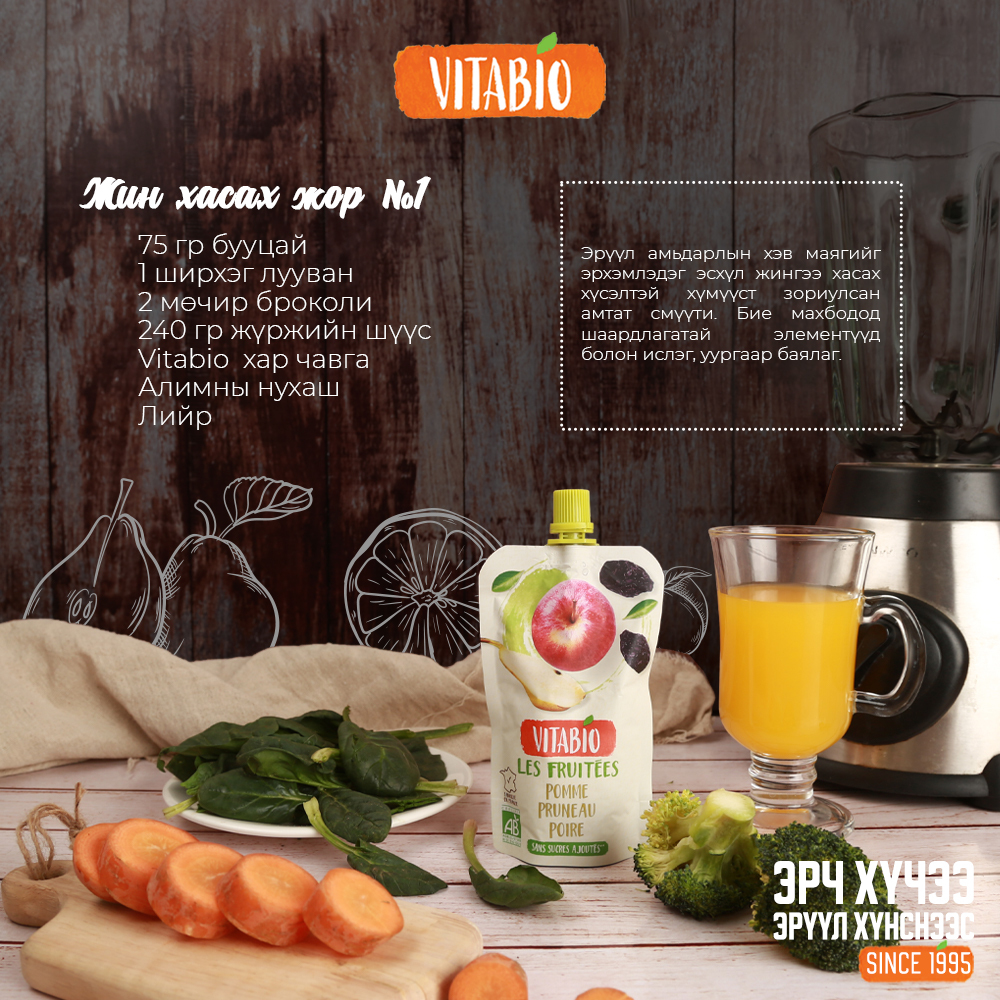 VITABIO
Жин хасах жор №1
75 гр бууцай
1 ширхэг лууван
2 мөчир броколи
240 гр жүржийн шүүс
Vitabio хар чавга
Алимны нухаш
Лийр
Эрүүл амьдарлын хэв маягийг
эрхэмлэдэг эсхүл жингээ хасах
хүсэлтэй хүмүүст зориулсан
амтат смүүти. Бие махбодод
шаардлагатай элементүүд
болон ислэг, уургаар баялаг.
VITABIO
LES FRUITÉES
POMME
PRUNEAU
POIRE
SANS SUCRES AJOUTÉS
AB
ЭРЧ ХҮЧЭЭ
ЭРҮҮЛ ХҮНСНЭЭС
SINCE 1995